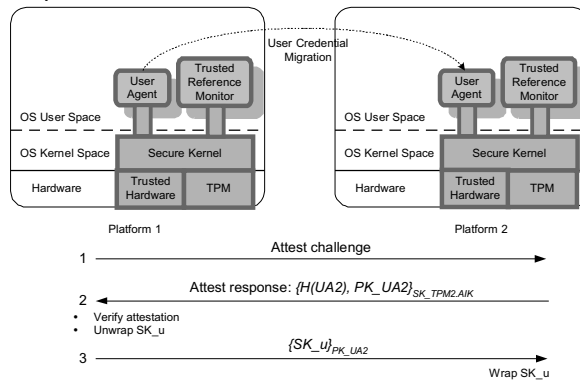 User Credential
Migration
User
Agent
Trusted
Reference
Monitor
User
Agent
Trusted
Reference
Monitor
OS User Space
OS User Space
OS Kernel Space
Secure Kernel
OS Kernel Space
Secure Kernel
Hardware
Trusted
Hardware
TPM
Hardware
Trusted
Hardware
TPM
Platform 1
Platform 2
1 Attest challenge
2 Attest response: {H(UA2), PK_UA2}SK_TPM2.AIK
• Verify attestation
• Unwrap SK_u
3 {SK_u}PK_UA2
Wrap SK_u